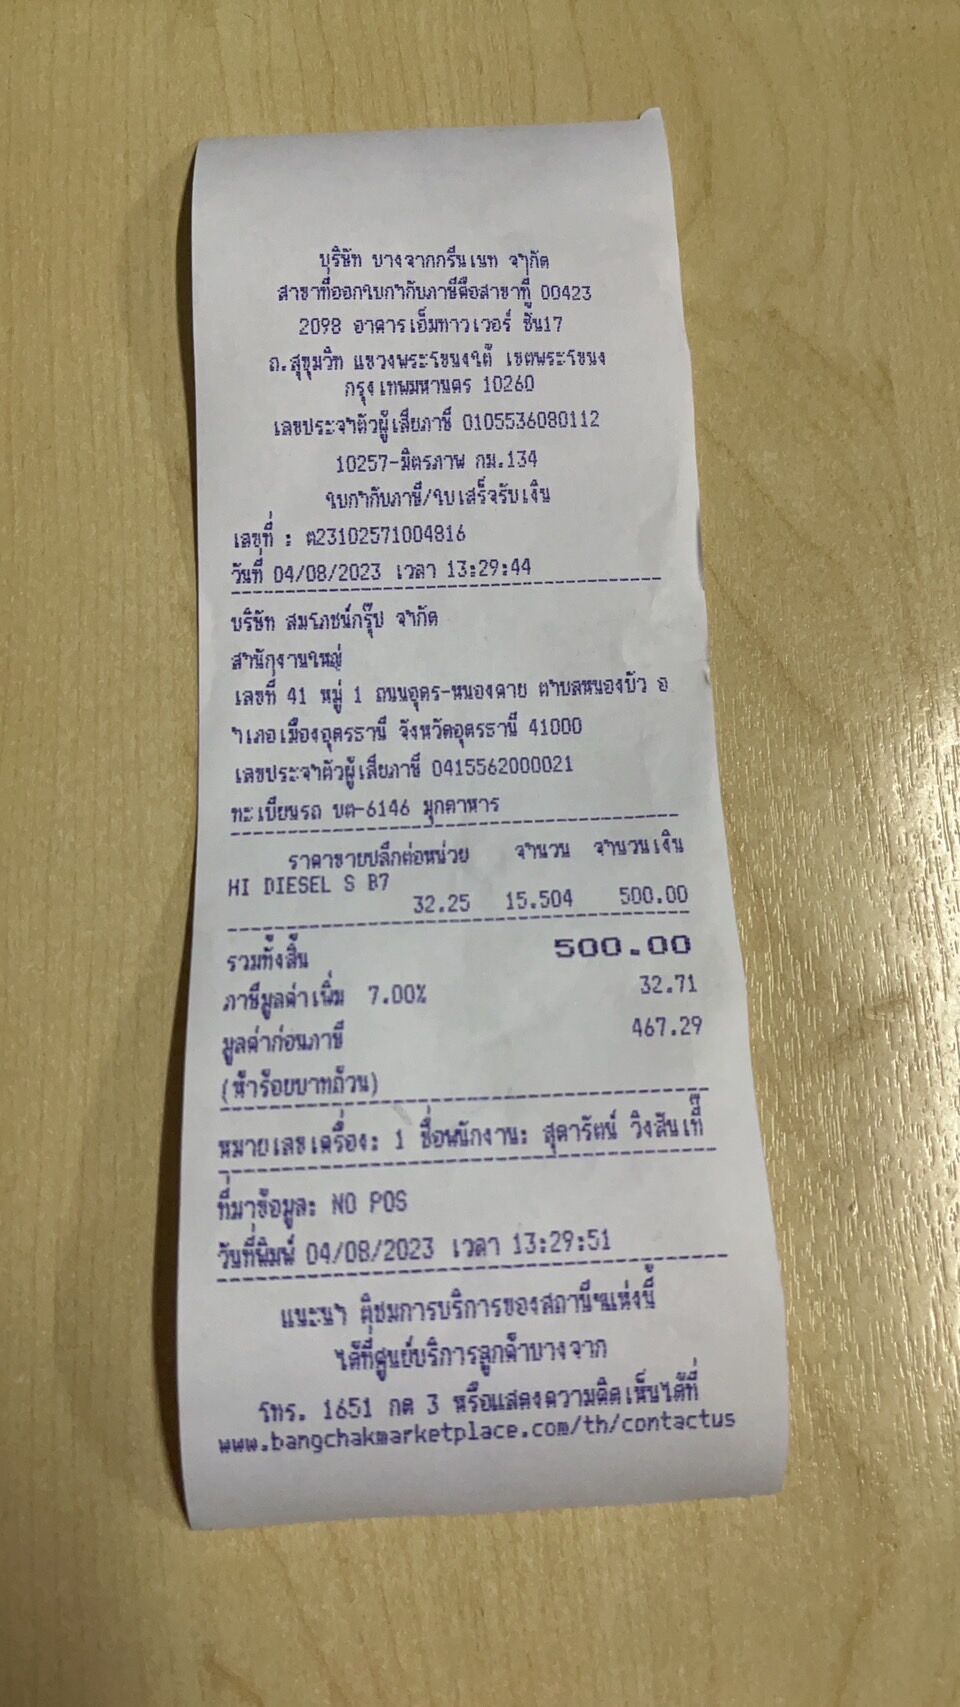 บริษัท บางจากกรีนเนท จำกัด
สาขาที่ออกใบกำกับภาษีคือสาขาที่ 00423
2098 อาคารเอ็มทาวเวอร์ ชั้น17
ถ.สุขุมวิท แขวงพระโขนงใต้ เขตพระโขนง
กรุงเทพมหานคร 10260
เลขประจำตัวผู้เสียภาษี 0105536080112
10257-มิตรภาพ กม.134
ใบกำกับภาษี/ใบเสร็จรับเงิน
เลขที่ : ต23102571004816
วันที่ 04/08/2023 เวลา 13:29:44
บริษัท สมโภชน์กรุ๊ป จำกัด
สำนักงานใหญ่
เลขที่ 41 หมู่ 1 ถนนอุดร-หนองคาย ตำบลหนองบัว อ
ำเภอเมืองอุดรธานี จังหวัดอุดรธานี 41000
เลขประจำตัวผู้เสียภาษี 0415562000021
ทะเบียนรถ บต-6146 มุกดาหาร
ราคาขายปลีกต่อหน่วย จำนวน จำนวนเงิน
HI DIESEL S B7
32.25 15.504 500.00
รวมทั้งสิ้น 500.00
ภาษีมูลค่าเพิ่ม 7.00% 32.71
มูลค่าก่อนภาษี 467.29
(ห้าร้อยบาทถ้วน)
หมายเลขเครื่อง: 1 ชื่อพนักงาน: สุดารัตน์ วิงสันเที๊
ที่มาข้อมูล: NO POS
วันที่พิมพ์ 04/08/2023 เวลา 13:29:51
แนะนำ ติชมการบริการของสถานีฯแห่งนี้
ได้ที่ศูนย์บริการลูกค้าบางจาก
โทร. 1651 กด 3 หรือแสดงความคิดเห็นได้ที่
www.bangchakmarketplace.com/th/contactus